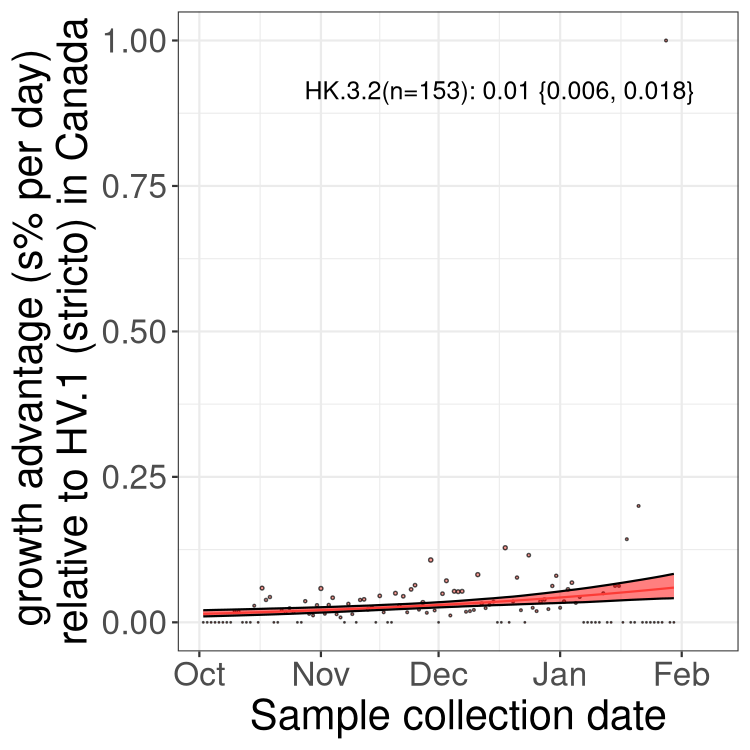 growth advantage (s% per day)
relative to HV.1 (stricto) in Canada
1.00
0.75
0.50
0.25
0.00
HK.3.2(n=153): 0.01 {0.006, 0.018}
Oct Nov Dec Jan Feb
Sample collection date